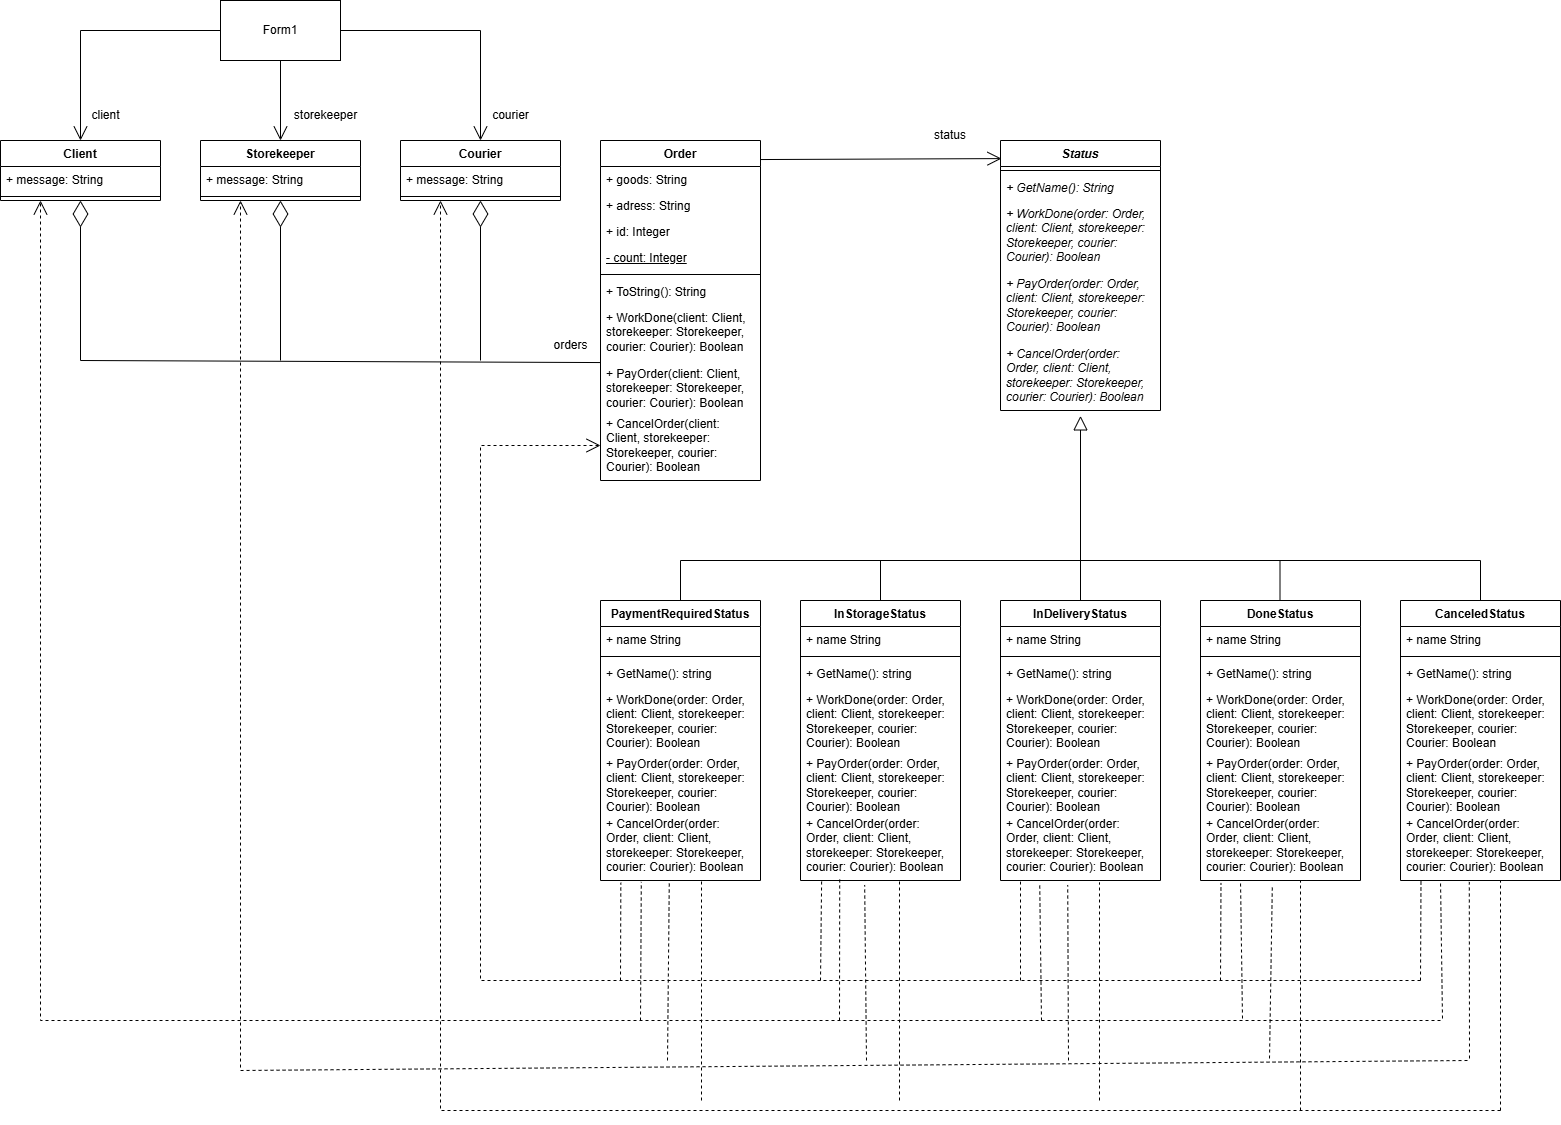 Form1
client
storekeeper
courier
Client
+ message: String
Storekeeper
+ message: String
Courier
+ message: String
orders
Order
+ goods: String
+ adress: String
+ id: Integer
- count: Integer
+ ToString(): String
+ WorkDone(client: Client,
storekeeper: Storekeeper,
courier: Courier): Boolean
+ PayOrder(client: Client,
storekeeper: Storekeeper,
courier: Courier): Boolean
+ CancelOrder(client:
Client, storekeeper:
Storekeeper, courier:
Courier): Boolean
status
Status
+ GetName(): String
+ WorkDone(order: Order,
client: Client, storekeeper:
Storekeeper, courier:
Courier): Boolean
+ PayOrder(order: Order,
client: Client, storekeeper:
Storekeeper, courier:
Courier): Boolean
+ CancelOrder(order:
Order, client: Client,
storekeeper: Storekeeper,
courier: Courier): Boolean
PaymentRequiredStatus
+ name String
+ GetName(): string
+ WorkDone(order: Order,
client: Client, storekeeper:
Storekeeper, courier:
Courier): Boolean
+ PayOrder(order: Order,
client: Client, storekeeper:
Storekeeper, courier:
Courier): Boolean
+ CancelOrder(order:
Order, client: Client,
storekeeper: Storekeeper,
courier: Courier): Boolean
InStorageStatus
+ name String
+ GetName(): string
+ WorkDone(order: Order,
client: Client, storekeeper:
Storekeeper, courier:
Courier): Boolean
+ PayOrder(order: Order,
client: Client, storekeeper:
Storekeeper, courier:
Courier): Boolean
+ CancelOrder(order:
Order, client: Client,
storekeeper: Storekeeper,
courier: Courier): Boolean
InDeliveryStatus
+ name String
+ GetName(): string
+ WorkDone(order: Order,
client: Client, storekeeper:
Storekeeper, courier:
Courier): Boolean
+ PayOrder(order: Order,
client: Client, storekeeper:
Storekeeper, courier:
Courier): Boolean
+ CancelOrder(order:
Order, client: Client,
storekeeper: Storekeeper,
courier: Courier): Boolean
DoneStatus
+ name String
+ GetName(): string
+ WorkDone(order: Order,
client: Client, storekeeper:
Storekeeper, courier:
Courier): Boolean
+ PayOrder(order: Order,
client: Client, storekeeper:
Storekeeper, courier:
Courier): Boolean
+ CancelOrder(order:
Order, client: Client,
storekeeper: Storekeeper,
courier: Courier): Boolean
CanceledStatus
+ name String
+ GetName(): string
+ WorkDone(order: Order,
client: Client, storekeeper:
Storekeeper, courier:
Courier): Boolean
+ PayOrder(order: Order,
client: Client, storekeeper:
Storekeeper, courier:
Courier): Boolean
+ CancelOrder(order:
Order, client: Client,
storekeeper: Storekeeper,
courier: Courier): Boolean